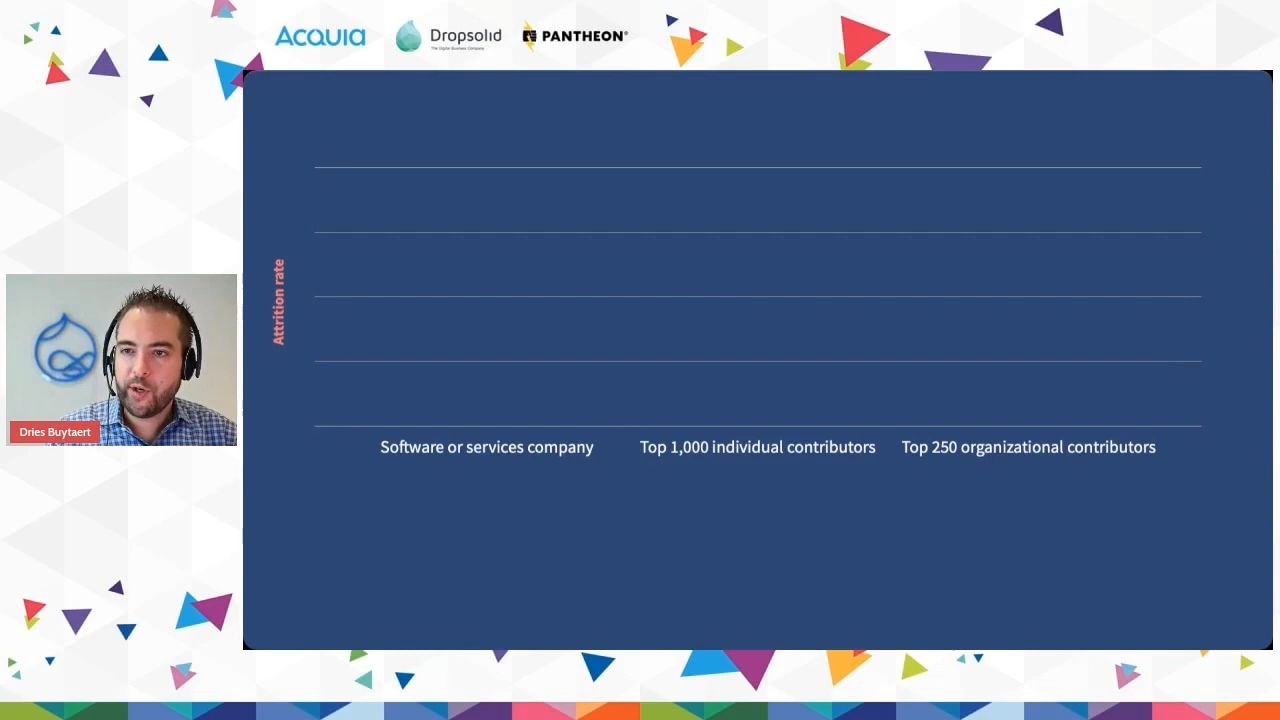 ACQUIA
Dropsolid
The Digital Business Company
PANTHEON®
Attrition rate
Software or services company
Top 1,000 individual contributors
Top 250 organizational contributors
Dries Buytaert